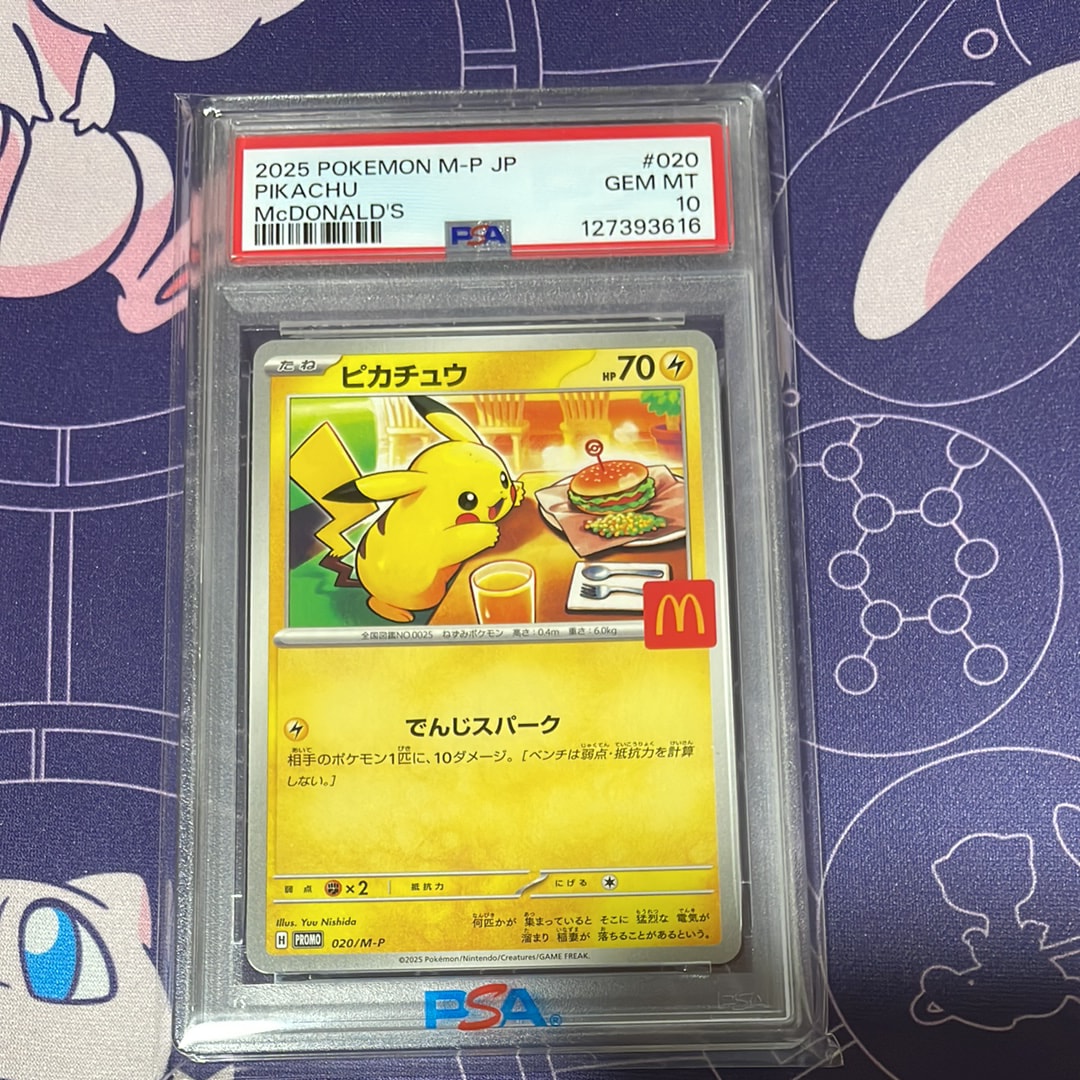 2025 POKEMON M-P JP #020
PIKACHU GEM MT
McDONALD'S 10
PSA 127393616
たね ピカチュウ HP 70
全国図鑑NO.0025 ねずみポケモン 高さ：0.4m 重さ：6.0kg
でんじスパーク
相手のポケモン1匹に、10ダメージ。［ベンチは弱点・抵抗力を計算
しない。］
弱点 ×2 抵抗力 にげる
Illus. Yuu Nishida
何匹かが 集まっていると そこに 猛烈な 電気が
溜まり 稲妻が 落ちることがあるという。
H PROMO 020/M-P
©2025 Pokémon/Nintendo/Creatures/GAME FREAK.
PSA®
PSA